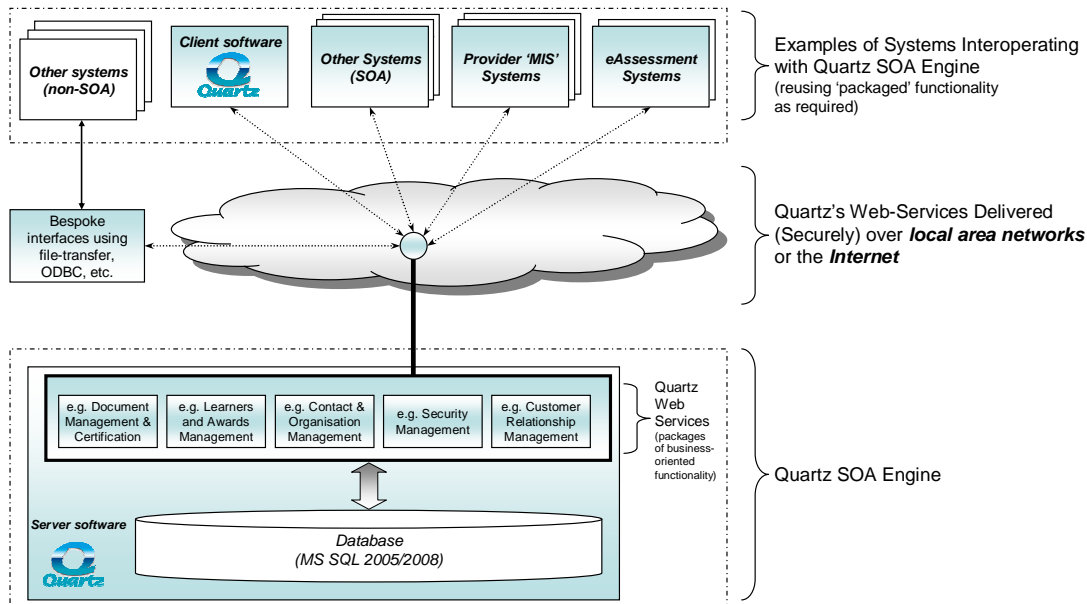 Other systems
(non-SOA)
Client software
Quartz
Other Systems
(SOA)
Provider ‘MIS’
Systems
eAssessment
Systems
Examples of Systems Interoperating
with Quartz SOA Engine
(reusing ‘packaged’ functionality
as required)
Bespoke
interfaces using
file-transfer,
ODBC, etc.
Quartz’s Web-Services Delivered
(Securely) over local area networks
or the Internet
e.g. Document
Management &
Certification
e.g. Learners
and Awards
Management
e.g. Contact &
Organisation
Management
e.g. Security
Management
e.g. Customer
Relationship
Management
Quartz
Web
Services
(packages
of business-
oriented
functionality)
Quartz SOA Engine
Server software
Quartz
Database
(MS SQL 2005/2008)